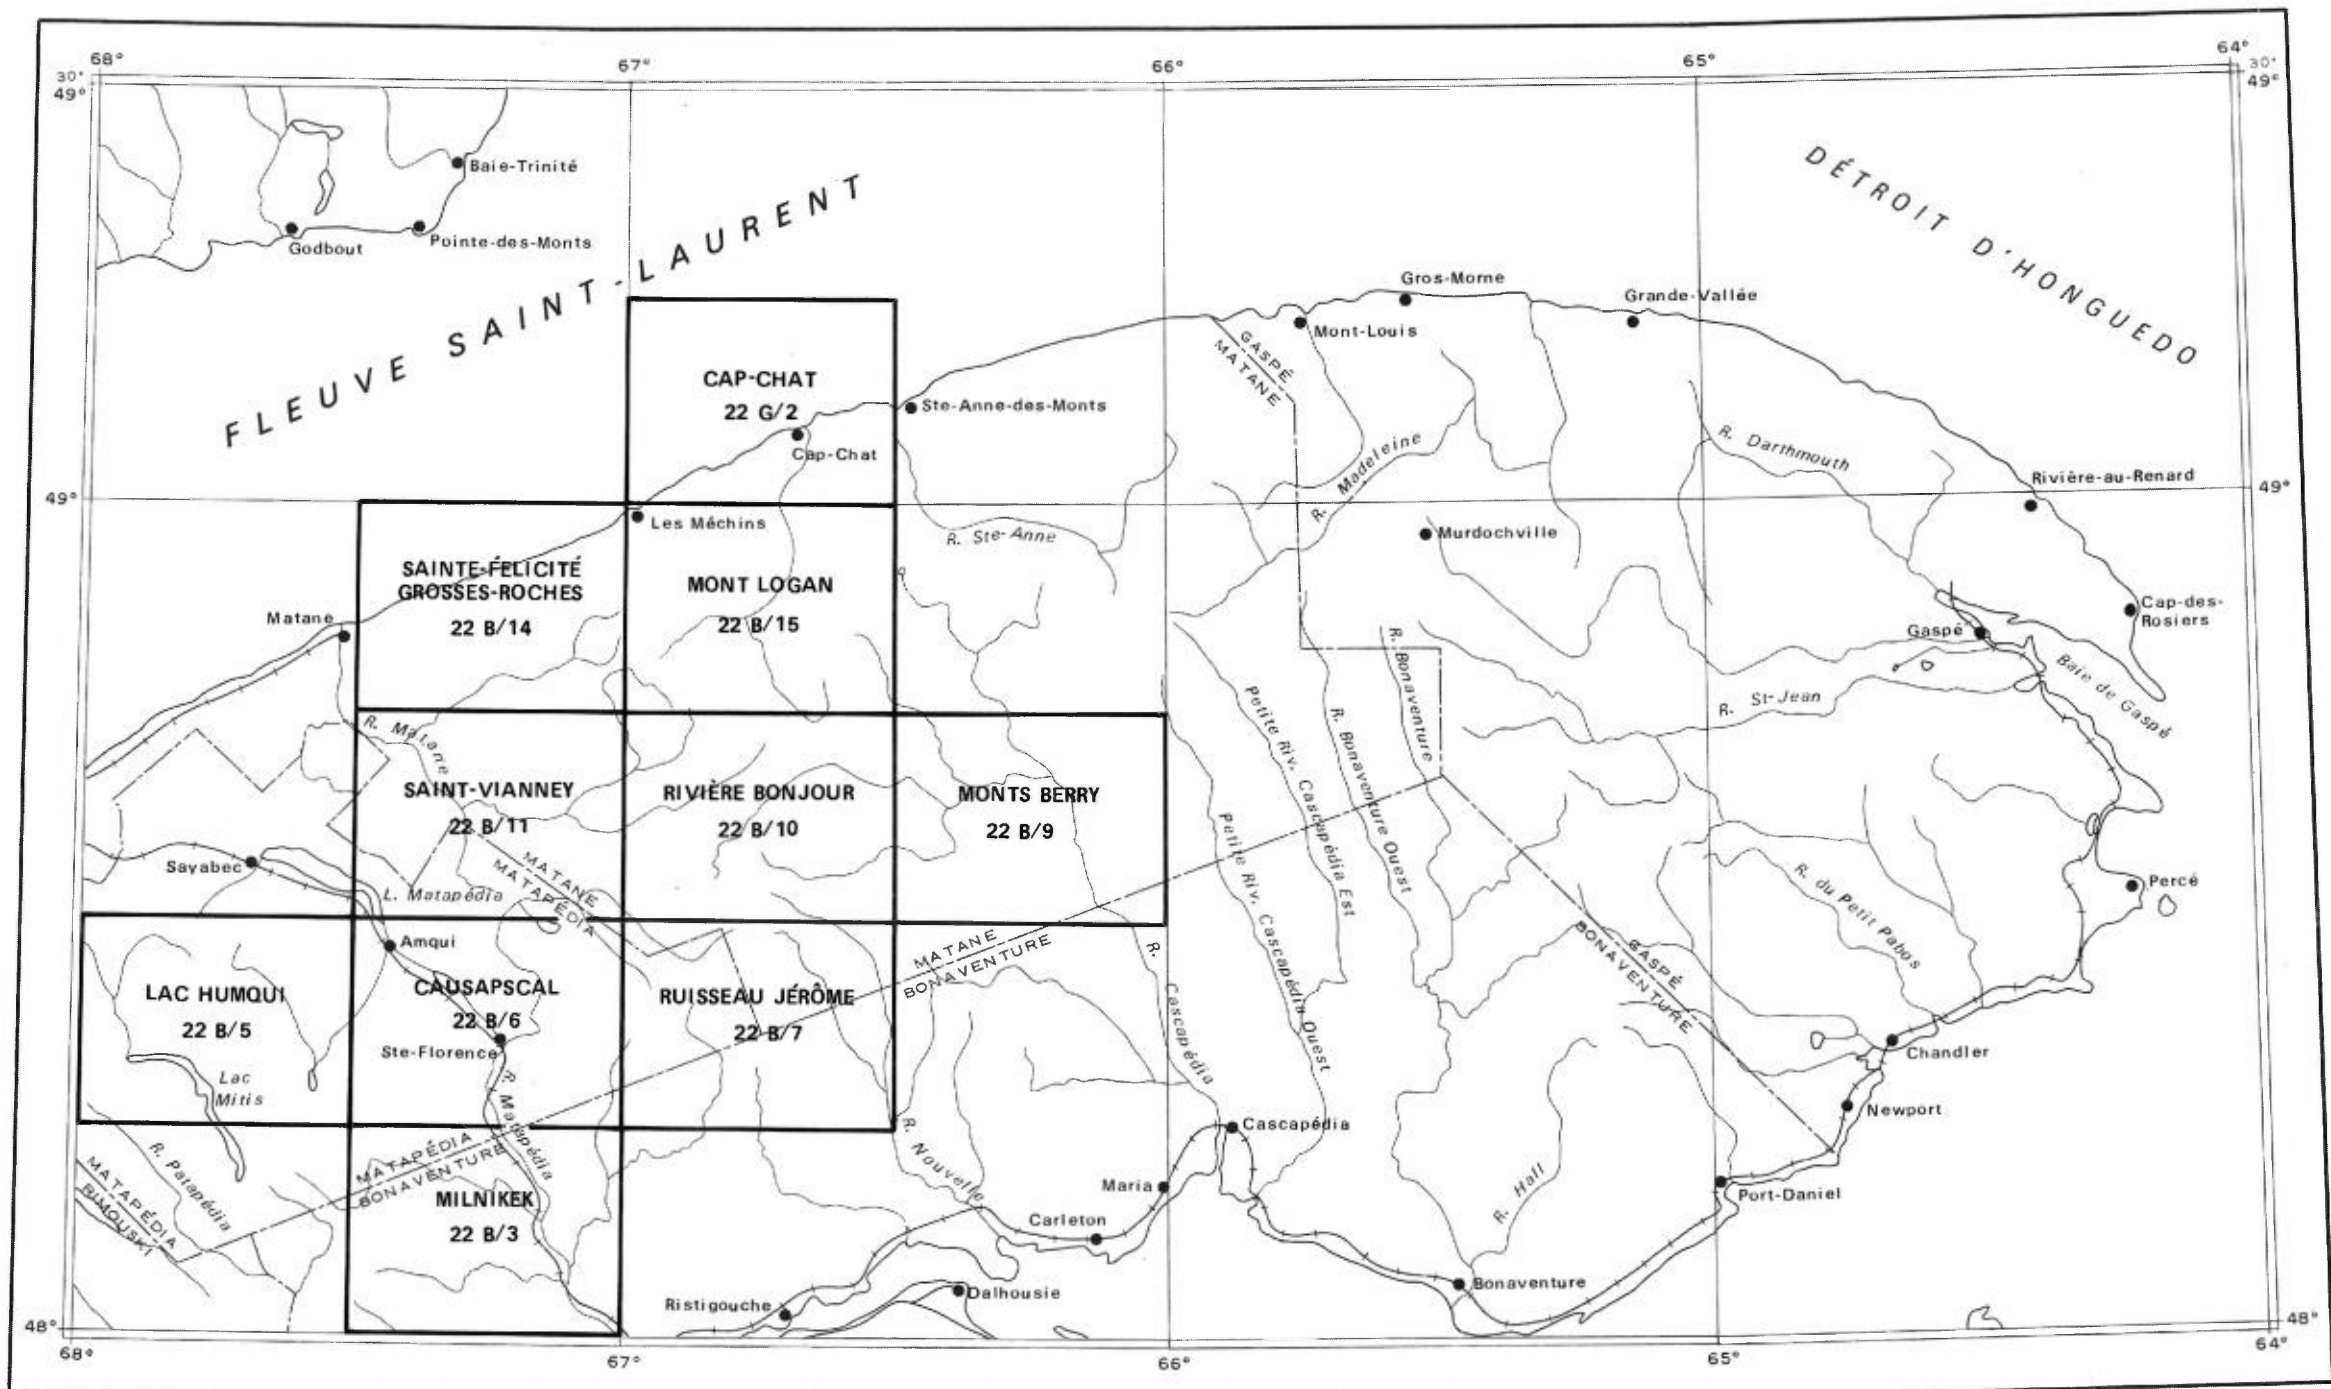 68°
67°
66°
65°
64°
30'
49°
30'
49°
Baie-Trinité
Godbout
Pointe-des-Monts
FLEUVE SAINT-LAURENT
DÉTROIT D'HONGUEDO
Gros-Morne
Grande-Vallée
Mont-Louis
GASPÉ
MATANE
CAP-CHAT
22 G/2
Cap-Chat
Ste-Anne-des-Monts
R. Madeleine
R. Darthmouth
Rivière-au-Renard
49°
49°
Les Méchins
R. Ste-Anne
Murdochville
SAINTE-FÉLICITÉ
GROSSES-ROCHES
22 B/14
MONT LOGAN
22 B/15
Matane
Cap-des-
Rosiers
Gaspé
Baie de Gaspé
R. St-Jean
R. Bonaventure
R. Bonaventure Ouest
Petite Riv. Cascapédia Est
Petite Riv. Cascapédia Ouest
R. Matane
SAINT-VIANNEY
22 B/11
RIVIÈRE BONJOUR
22 B/10
MONTS BERRY
22 B/9
Sayabec
L. Matapédia
MATANE
MATAPÉDIA
R. du Petit Pabos
Percé
Amqui
MATANE
BONAVENTURE
R. Cascapédia
GASPÉ
BONAVENTURE
LAC HUMQUI
22 B/5
CAUSAPSCAL
22 B/6
RUISSEAU JÉRÔME
22 B/7
Ste-Florence
Lac
Mitis
R. Matapédia
Chandler
Newport
Cascapédia
R. Nouvelle
MATAPÉDIA
BONAVENTURE
R. Patapédia
MATAPÉDIA
RIMOUSKI
MILNIKEK
22 B/3
Maria
Carleton
R. Hall
Port-Daniel
Bonaventure
Ristigouche
Dalhousie
48°
48°
68°
67°
66°
65°
64°